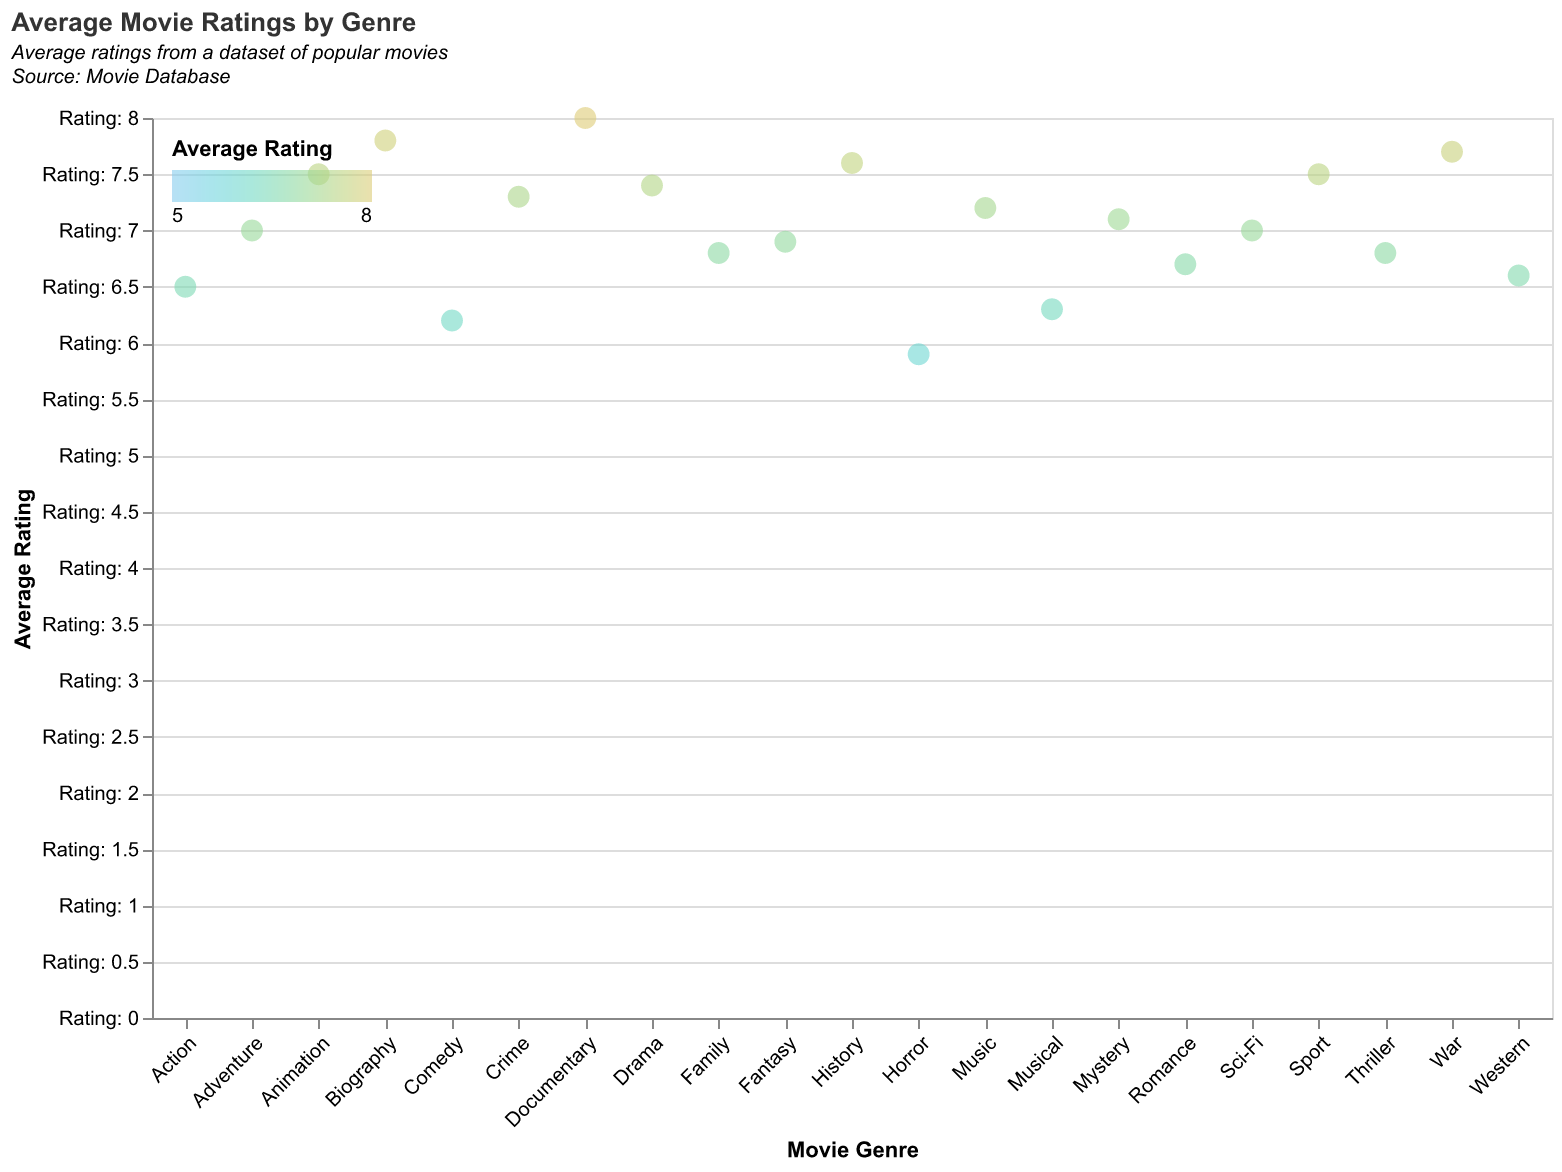 Average Movie Ratings by Genre
Average ratings from a dataset of popular movies
Source: Movie Database
Average Rating
5 8
Rating: 8
Rating: 7.5
Rating: 7
Rating: 6.5
Rating: 6
Rating: 5.5
Rating: 5
Rating: 4.5
Rating: 4
Rating: 3.5
Rating: 3
Rating: 2.5
Rating: 2
Rating: 1.5
Rating: 1
Rating: 0.5
Rating: 0
Average Rating
Action
Adventure
Animation
Biography
Comedy
Crime
Documentary
Drama
Family
Fantasy
History
Horror
Music
Musical
Mystery
Romance
Sci-Fi
Sport
Thriller
War
Western
Movie Genre